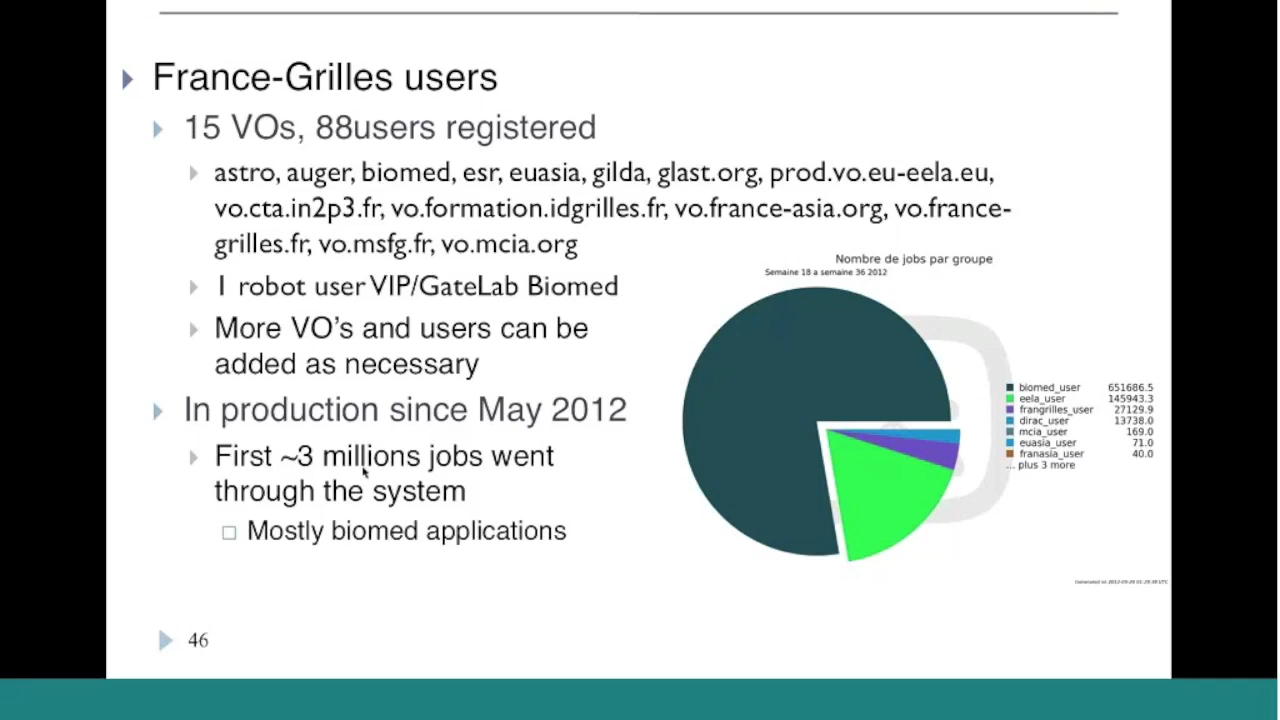 France-Grilles users
15 VOs, 88users registered
astro, auger, biomed, esr, euasia, gilda, glast.org, prod.vo.eu-eela.eu,
vo.cta.in2p3.fr, vo.formation.idgrilles.fr, vo.france-asia.org, vo.france-
grilles.fr, vo.msfg.fr, vo.mcia.org
1 robot user VIP/GateLab Biomed
More VO’s and users can be
added as necessary
In production since May 2012
First ~3 millions jobs went
through the system
Mostly biomed applications
Nombre de jobs par groupe
Semaine 18 a semaine 36 2012
biomed_user 651686.5
eela_user 145943.3
frangrilles_user 27129.9
dirac_user 13738.0
mcia_user 169.0
euasia_user 71.0
franasia_user 40.0
... plus 3 more
46